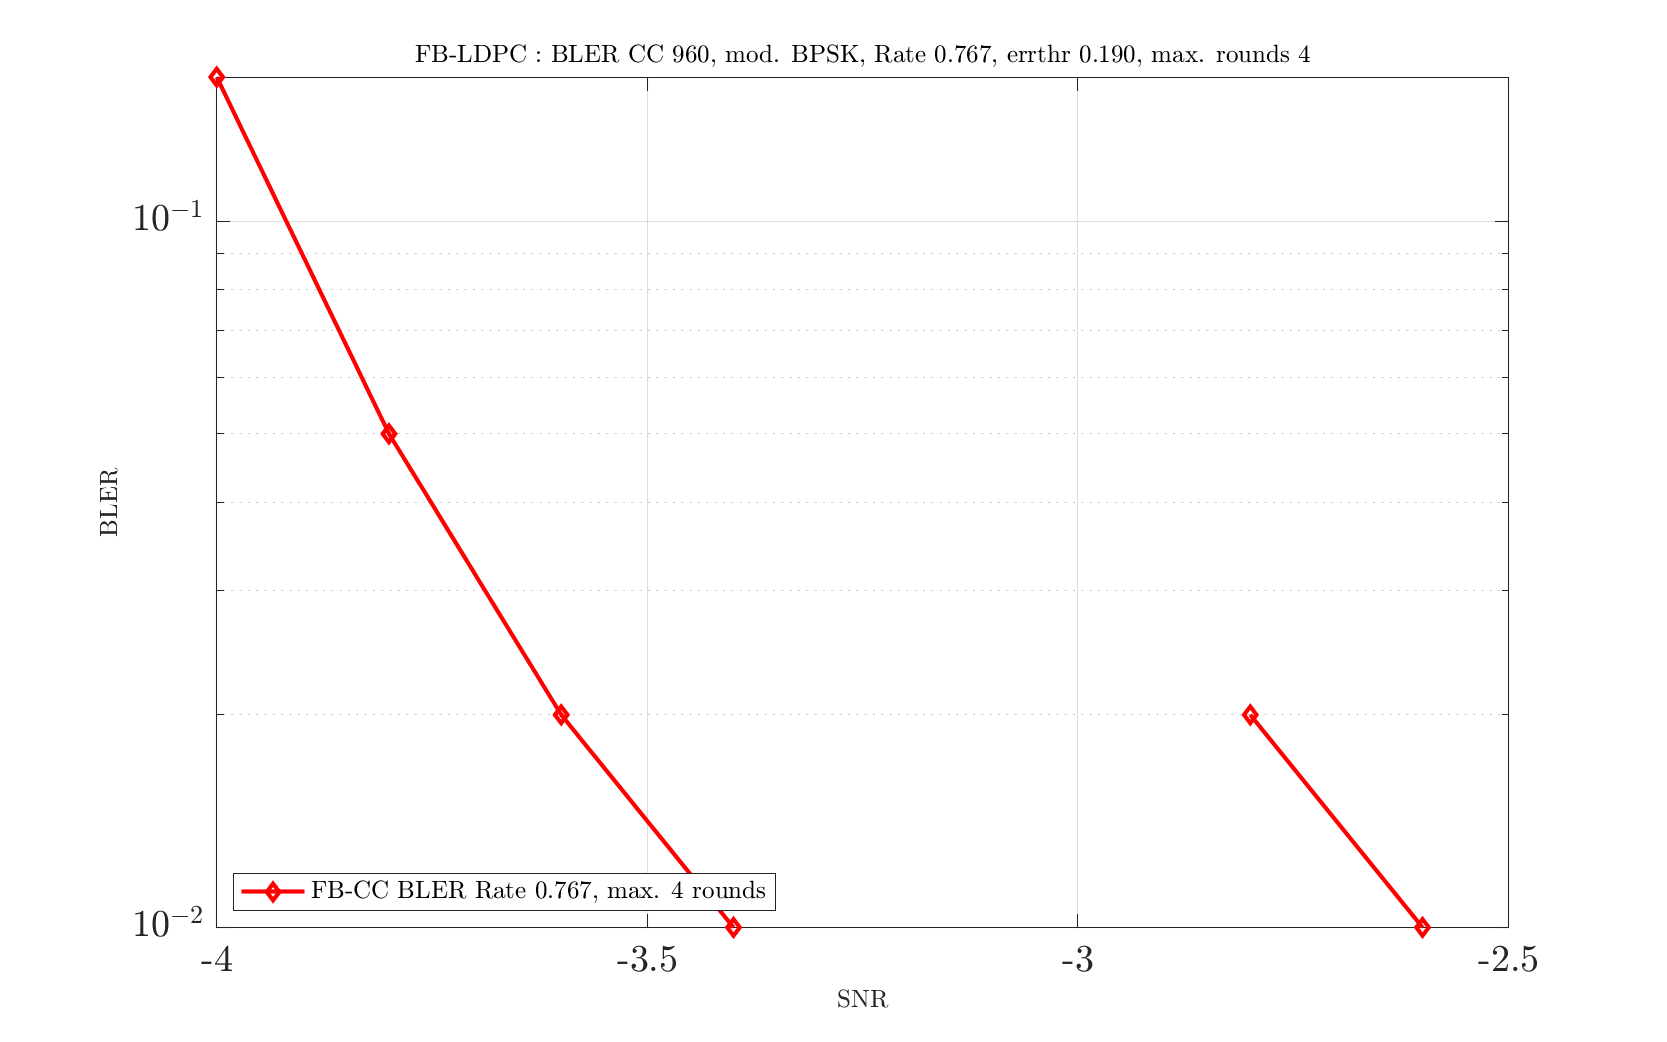 FB-LDPC : BLER CC 960, mod. BPSK, Rate 0.767, errthr 0.190, max. rounds 4
10^{-1}
BLER
FB-CC BLER Rate 0.767, max. 4 rounds
10^{-2}
-4 -3.5 -3 -2.5
SNR